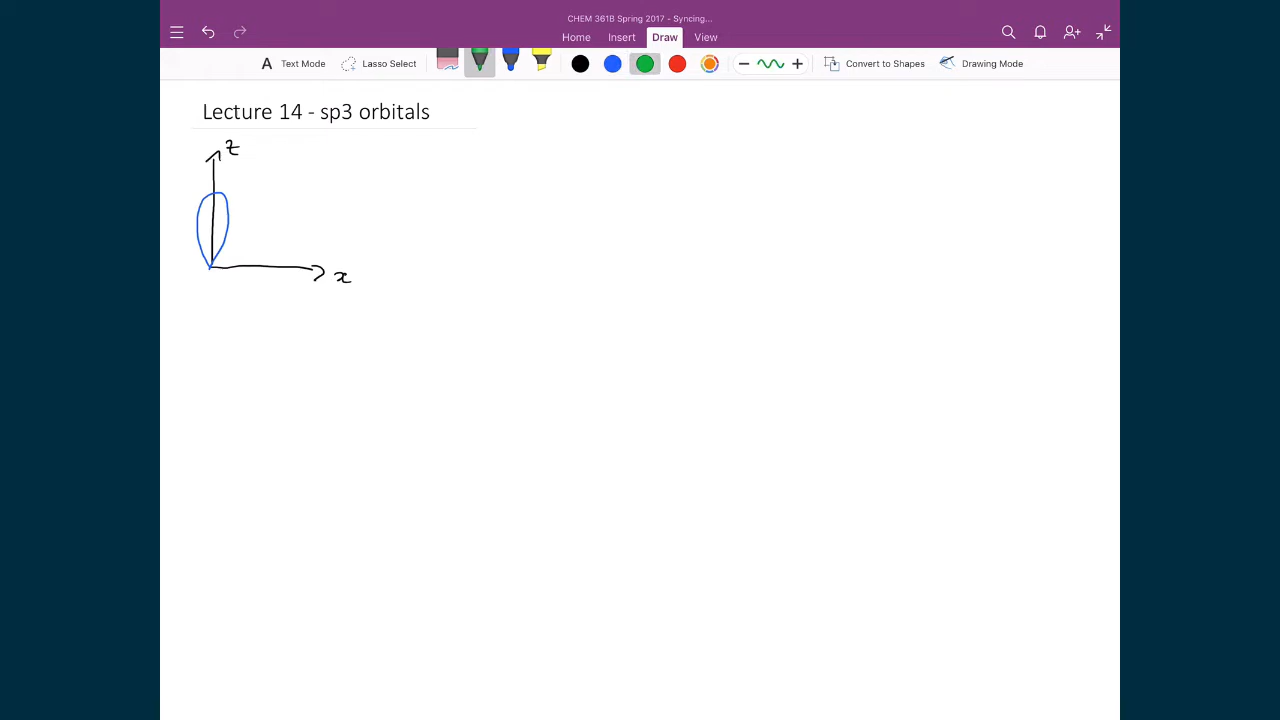 CHEM 361B Spring 2017 - Syncing...
Home Insert Draw View
A Text Mode Lasso Select Convert to Shapes Drawing Mode
Lecture 14 - sp3 orbitals
z
x